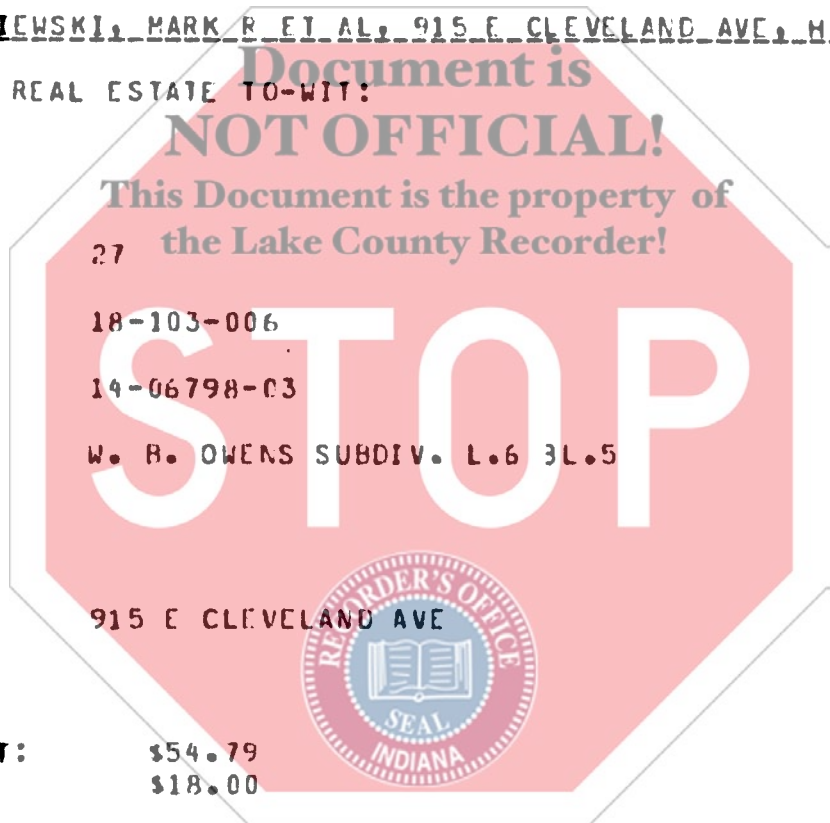 EWSKI, MARK R ET AL, 915 E CLEVELAND AVE, H
Document is
REAL ESTATE TO-WIT:
NOT OFFICIAL!
This Document is the property of
the Lake County Recorder!
27
18-103-006
STOP
14-06798-03
W. B. OWENS SUBDIV. L.6 BL.5
RECORDER'S OFFICE
915 E CLEVELAND AVE
SEAL
INDIANA
$54.79
$18.00